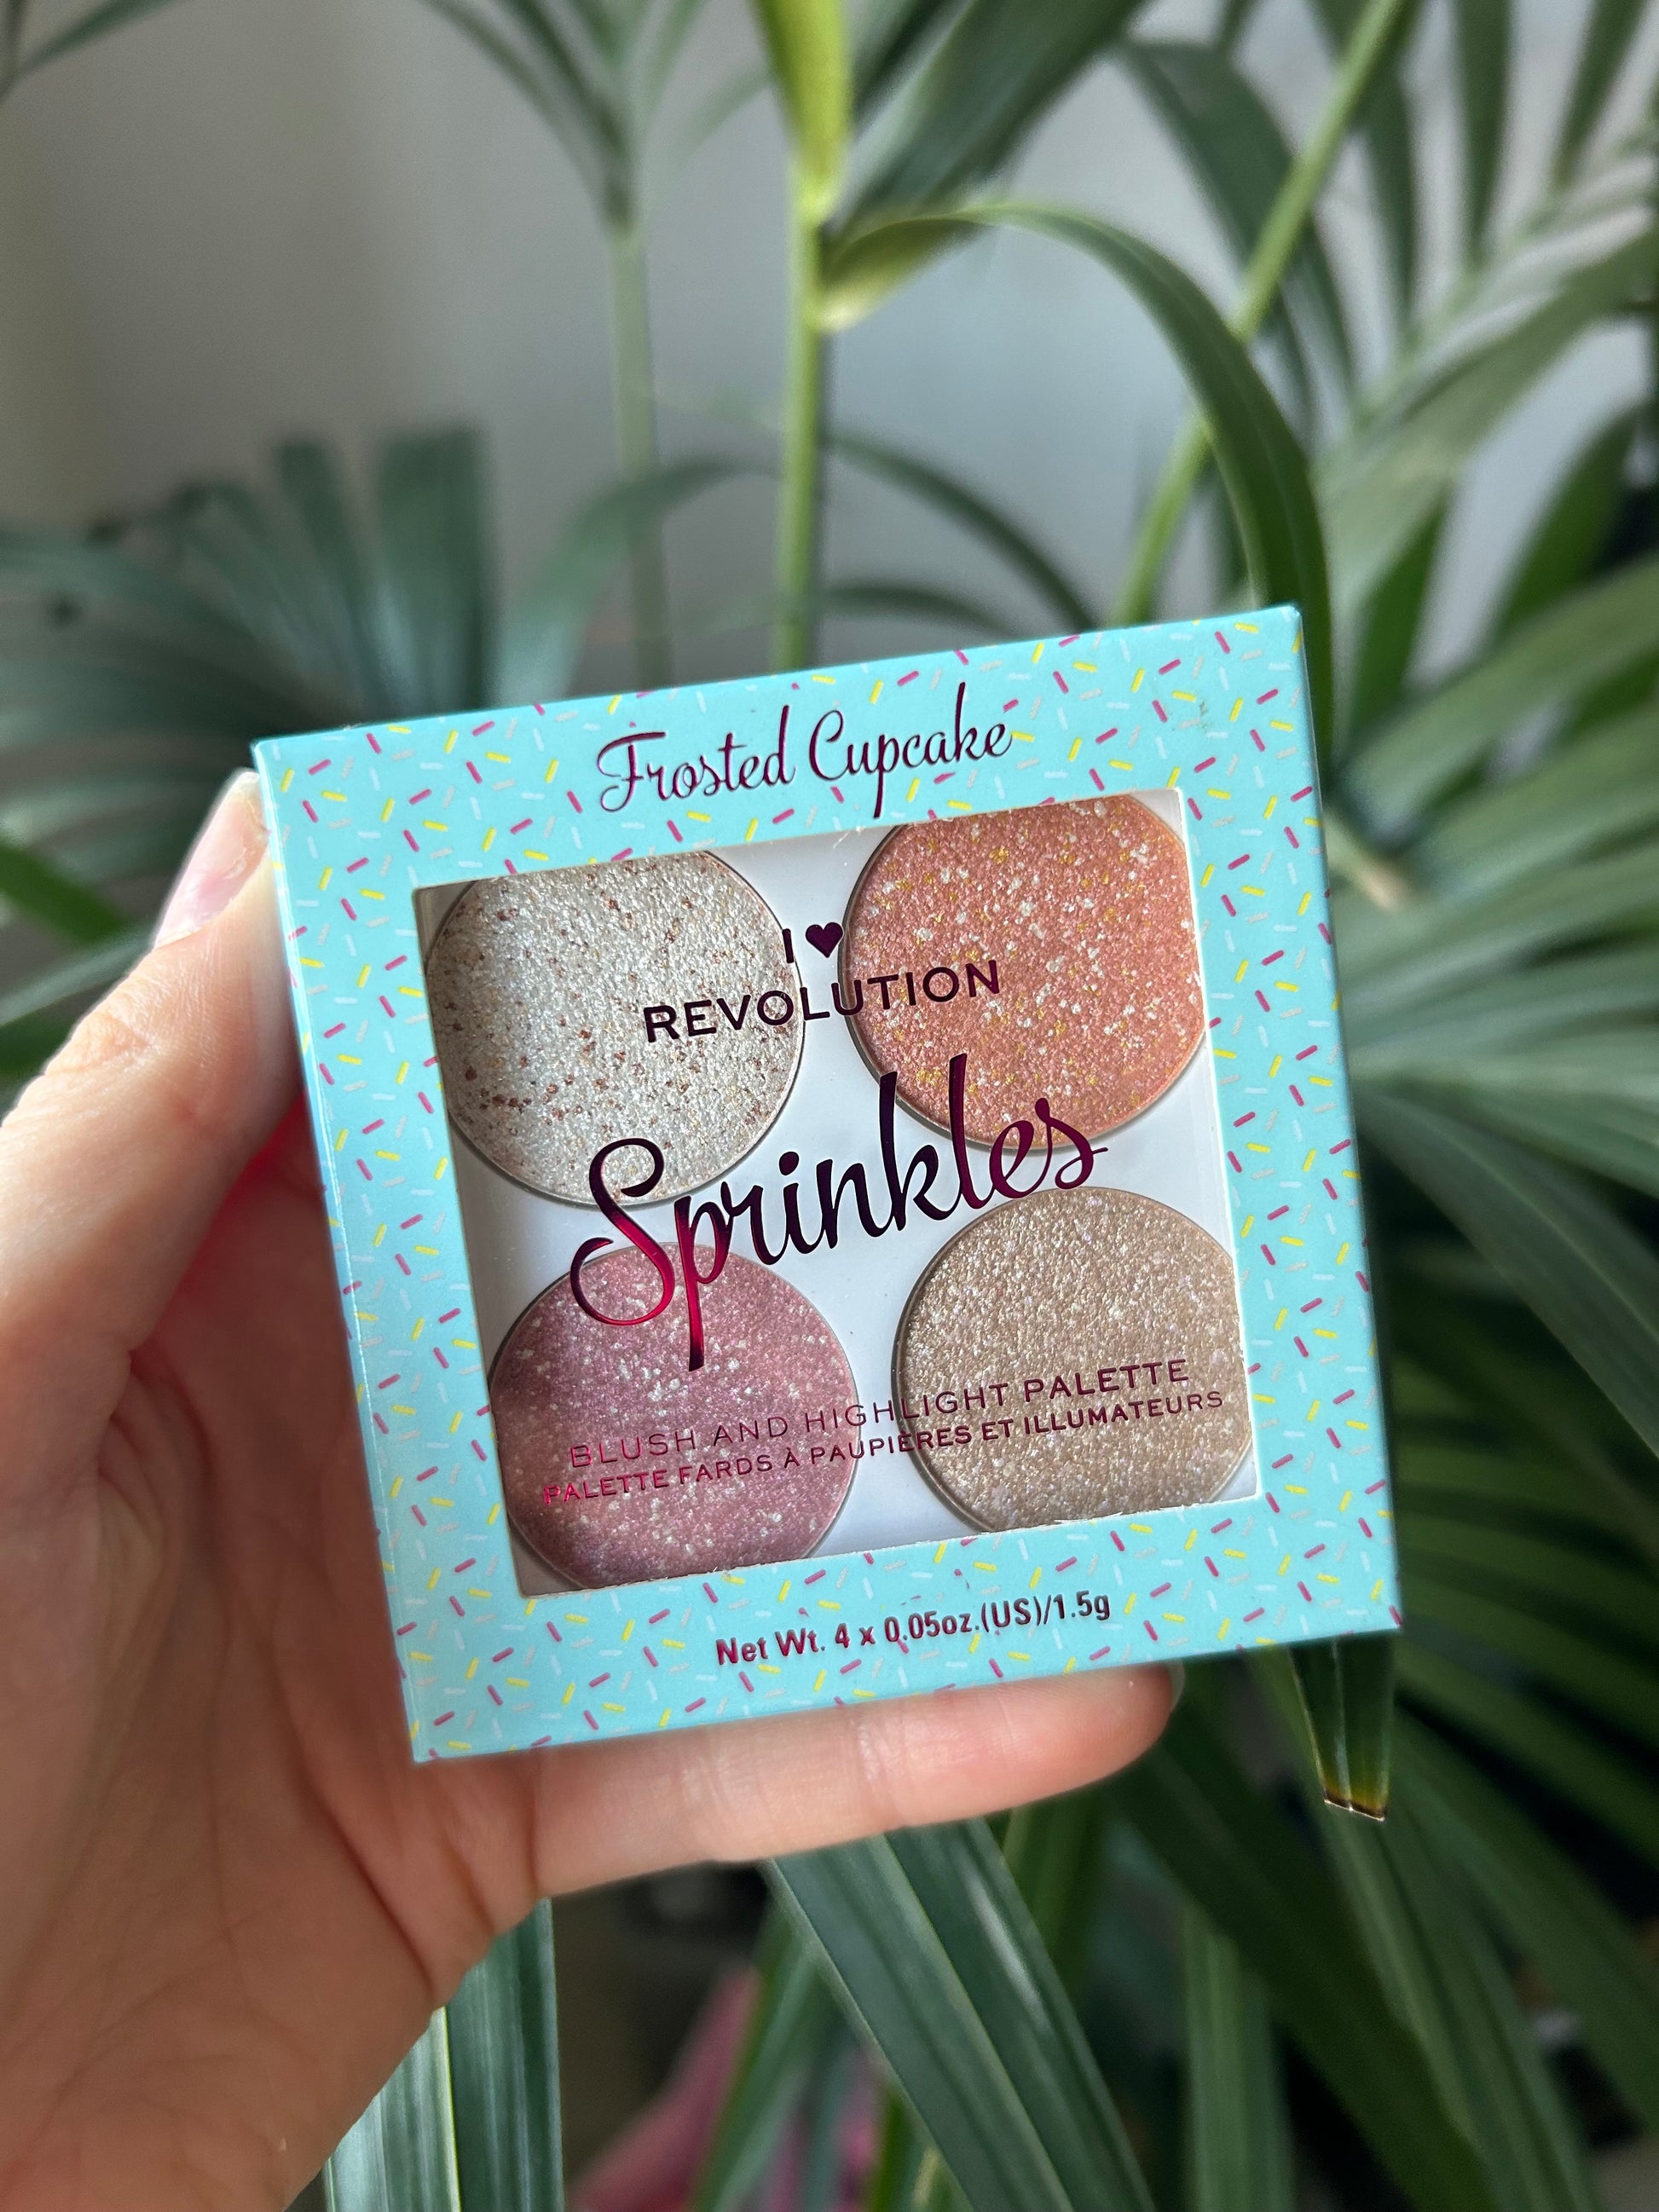 Frosted Cupcake
I ♥
REVOLUTION
Sprinkles
BLUSH AND HIGHLIGHT PALETTE
PALETTE FARDS À PAUPIÈRES ET ILLUMATEURS
Net Wt. 4 x 0.05oz.(US)/1.5g